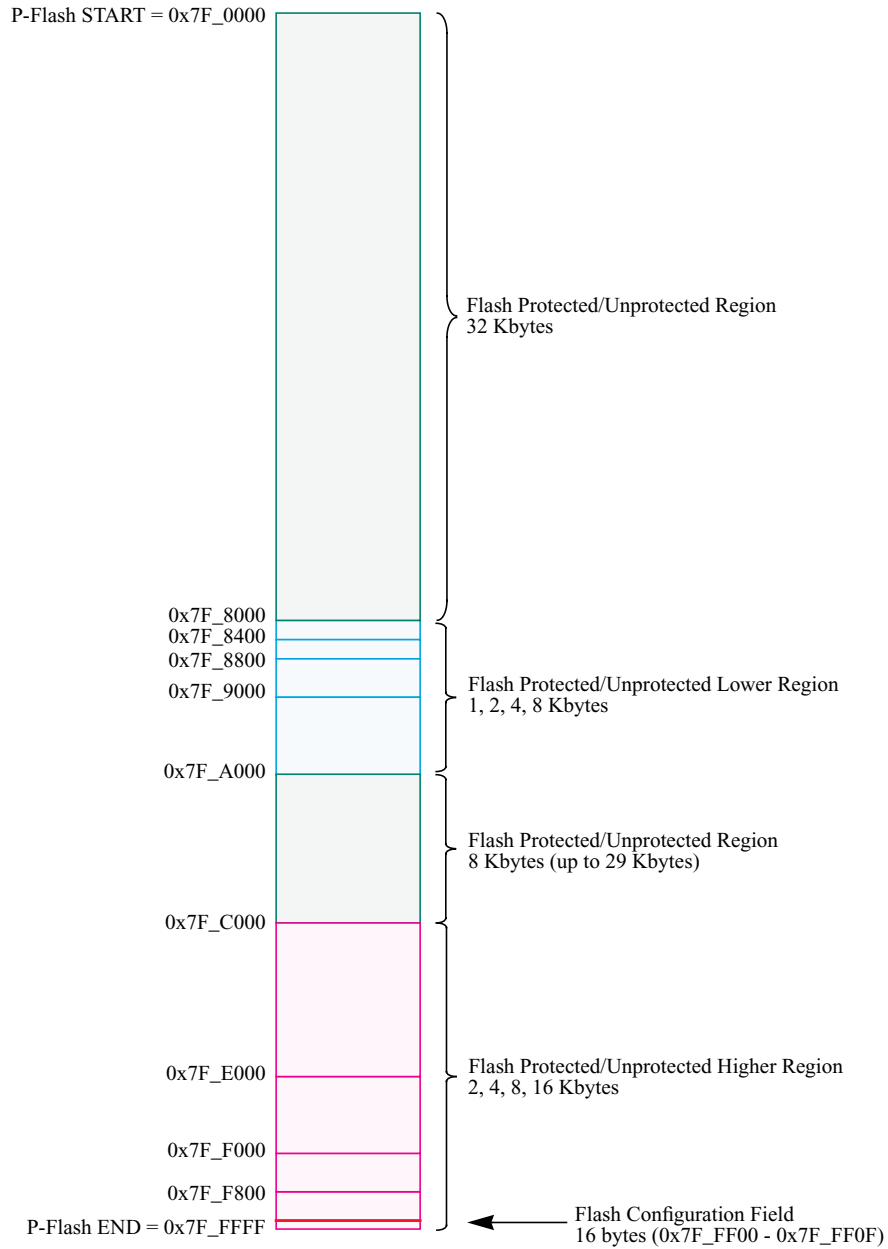 P-Flash START = 0x7F_0000
Flash Protected/Unprotected Region
32 Kbytes
0x7F_8000
0x7F_8400
0x7F_8800
0x7F_9000
Flash Protected/Unprotected Lower Region
1, 2, 4, 8 Kbytes
0x7F_A000
Flash Protected/Unprotected Region
8 Kbytes (up to 29 Kbytes)
0x7F_C000
Flash Protected/Unprotected Higher Region
2, 4, 8, 16 Kbytes
0x7F_E000
0x7F_F000
0x7F_F800
P-Flash END = 0x7F_FFFF
Flash Configuration Field
16 bytes (0x7F_FF00 - 0x7F_FF0F)